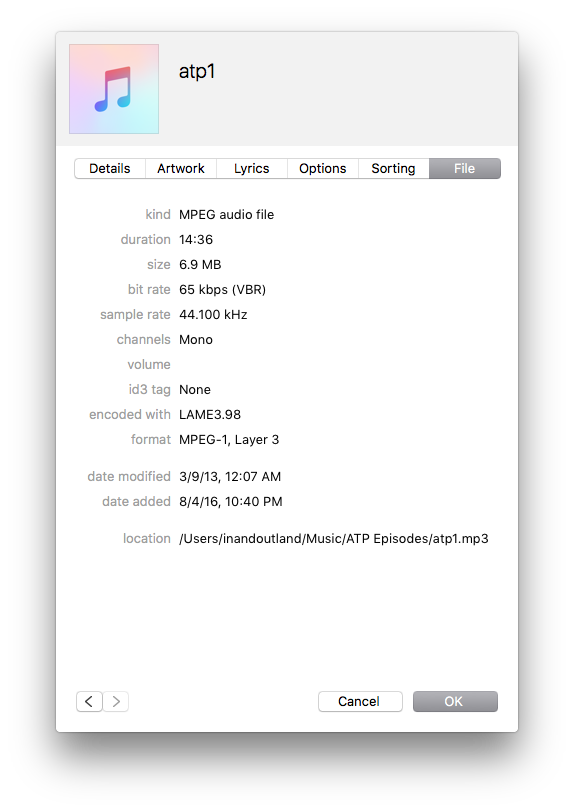 atp1
Details Artwork Lyrics Options Sorting File
kind MPEG audio file
duration 14:36
size 6.9 MB
bit rate 65 kbps (VBR)
sample rate 44.100 kHz
channels Mono
volume
id3 tag None
encoded with LAME3.98
format MPEG-1, Layer 3
date modified 3/9/13, 12:07 AM
date added 8/4/16, 10:40 PM
location /Users/inandoutland/Music/ATP Episodes/atp1.mp3
Cancel OK